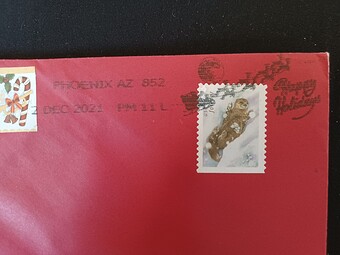 PHOENIX AZ 852
2 DEC 2021 PM 11 L
Happy
Holidays